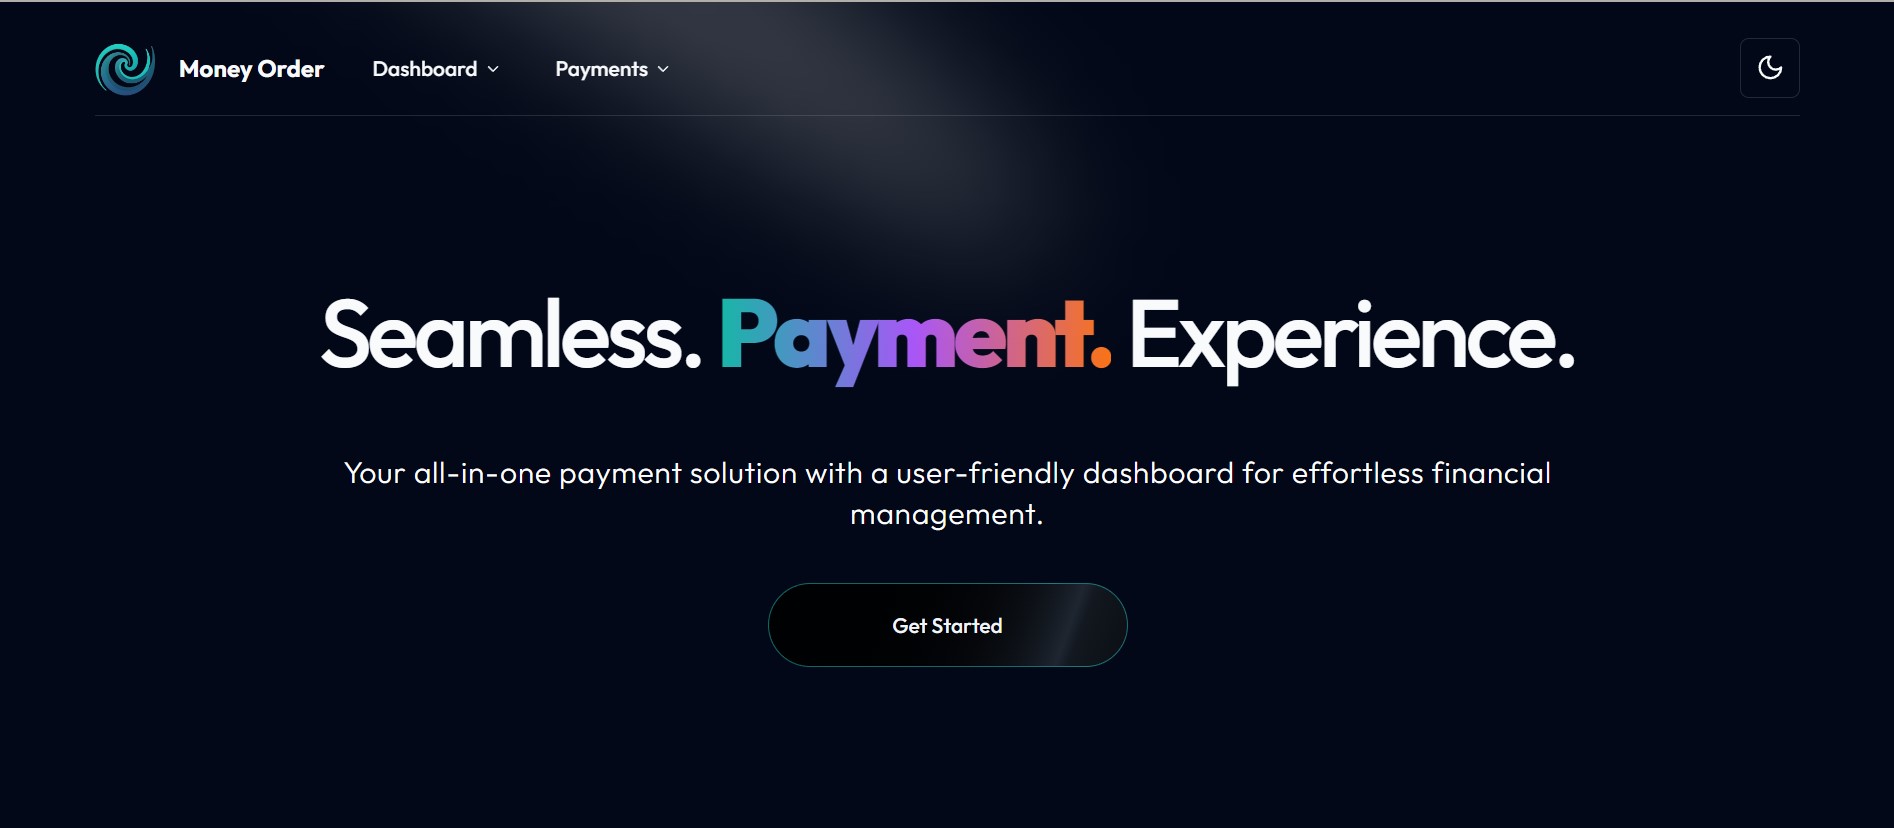 Money Order Dashboard Payments
Seamless. Payment. Experience.
Your all-in-one payment solution with a user-friendly dashboard for effortless financial
management.
Get Started